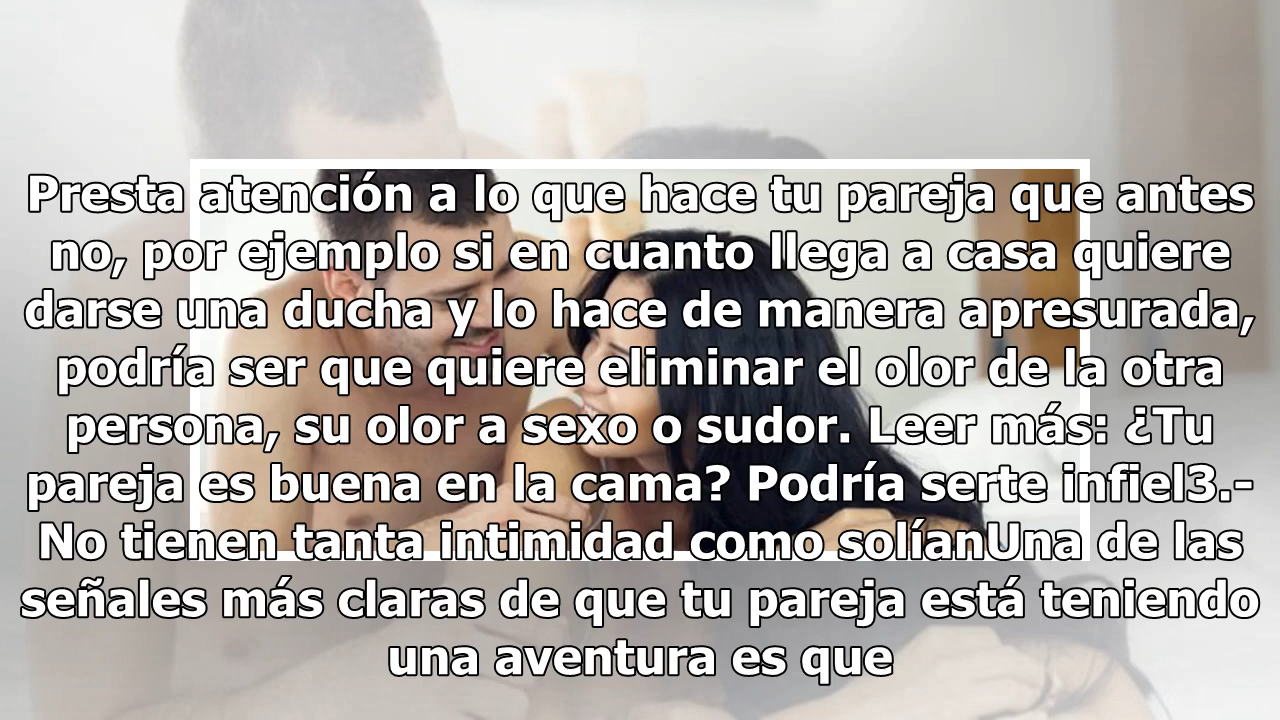 Presta atención a lo que hace tu pareja que antes
no, por ejemplo si en cuanto llega a casa quiere
darse una ducha y lo hace de manera apresurada,
podría ser que quiere eliminar el olor de la otra
persona, su olor a sexo o sudor. Leer más: ¿Tu
pareja es buena en la cama? Podría serte infiel3.-
No tienen tanta intimidad como solíanUna de las
señales más claras de que tu pareja está teniendo
una aventura es que